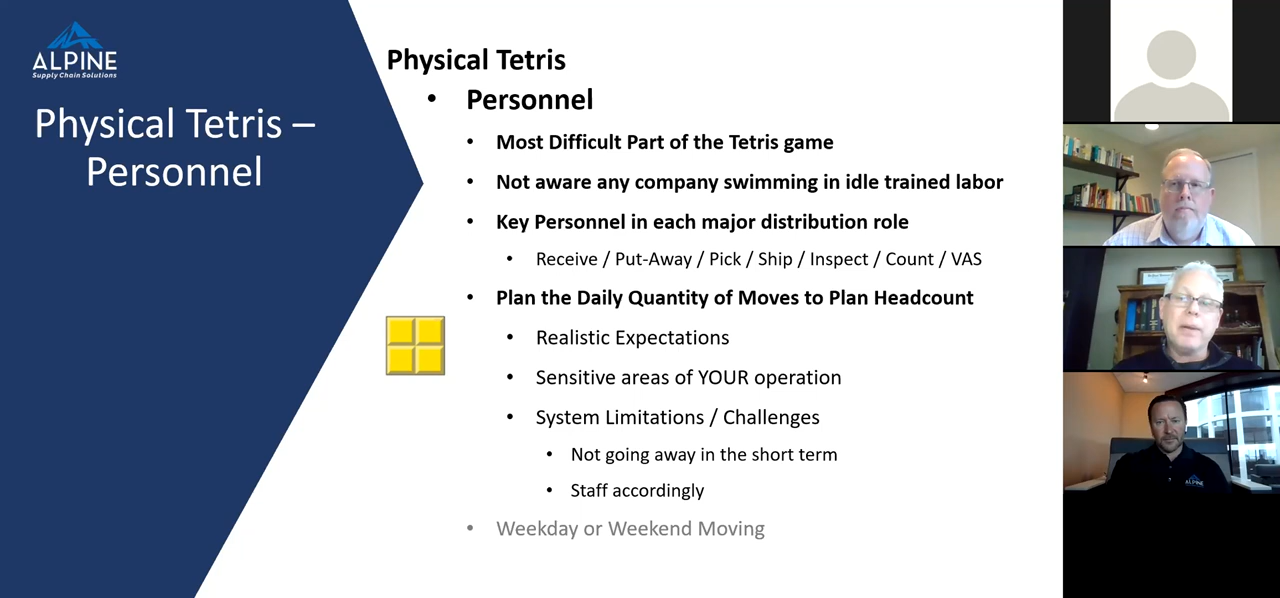 ALPINE
Supply Chain Solutions
Physical Tetris –
Personnel
Physical Tetris
• Personnel
• Most Difficult Part of the Tetris game
• Not aware any company swimming in idle trained labor
• Key Personnel in each major distribution role
• Receive / Put-Away / Pick / Ship / Inspect / Count / VAS
• Plan the Daily Quantity of Moves to Plan Headcount
• Realistic Expectations
• Sensitive areas of YOUR operation
• System Limitations / Challenges
• Not going away in the short term
• Staff accordingly
• Weekday or Weekend Moving
ALPINE